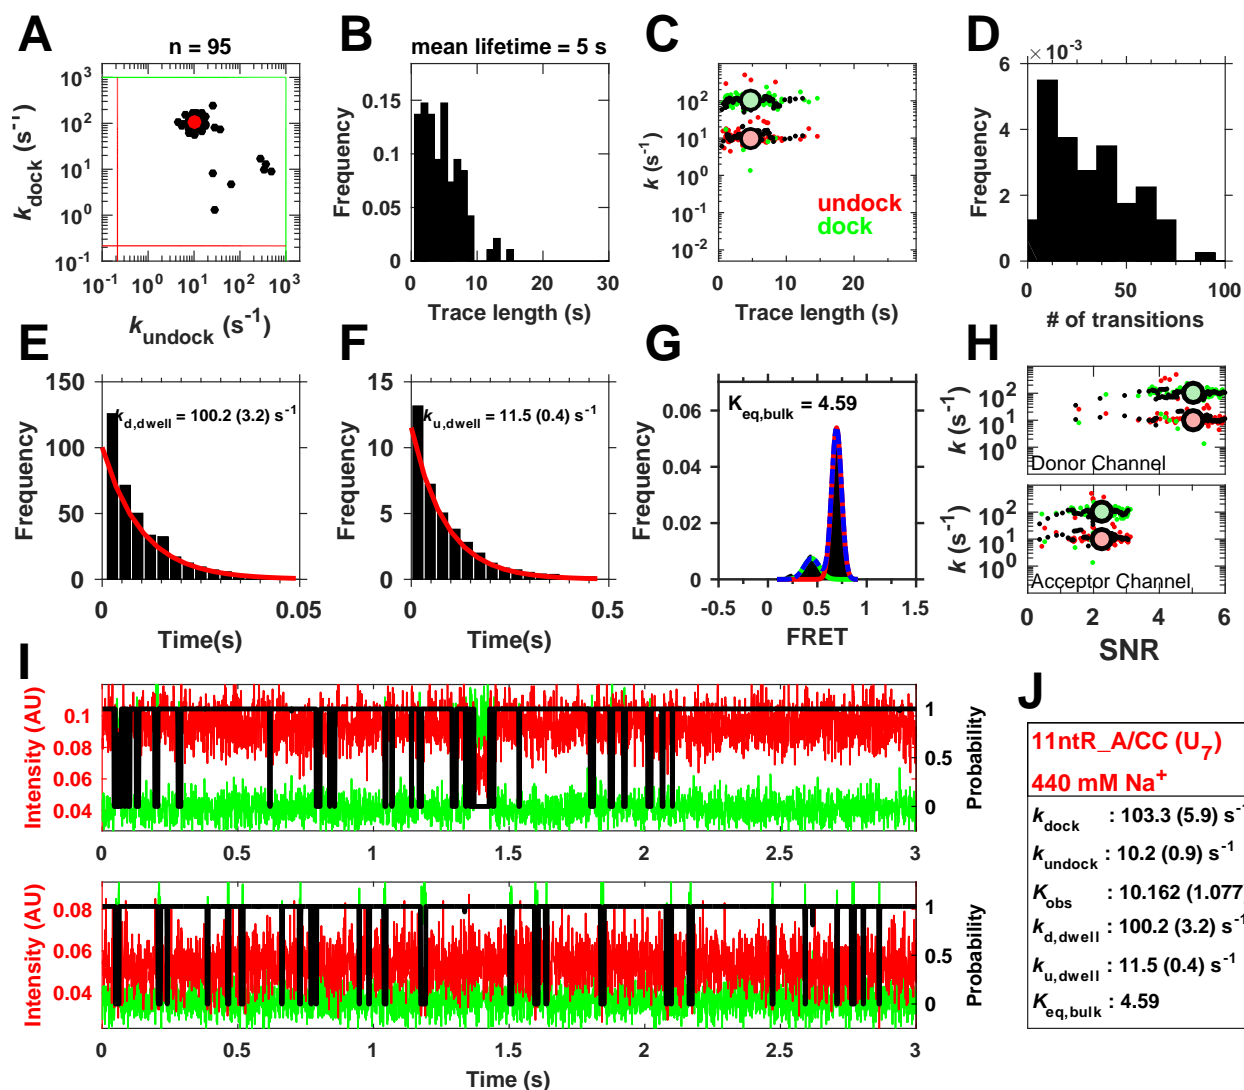 A
n = 95
10^3
10^2
10^1
10^0
10^-1
k_dock (s^-1)
10^-1 10^0 10^1 10^2 10^3
k_undock (s^-1)
B
mean lifetime = 5 s
0.15
0.1
0.05
0
Frequency
0 10 20 30
Trace length (s)
C
10^2
10^1
10^0
10^-1
10^-2
k (s^-1)
undock
dock
0 10 20
Trace length (s)
D
× 10^-3
6
4
2
0
Frequency
0 50 100
# of transitions
E
150
100
50
0
Frequency
k_d,dwell = 100.2 (3.2) s^-1
0 0.05
Time(s)
F
15
10
5
0
Frequency
k_u,dwell = 11.5 (0.4) s^-1
0 0.5
Time(s)
G
K_eq,bulk = 4.59
0.06
0.04
0.02
0
Frequency
-0.5 0 0.5 1 1.5
FRET
H
10^2
10^1
10^0
k (s^-1)
Donor Channel
10^2
10^1
10^0
k (s^-1)
Acceptor Channel
0 2 4 6
SNR
I
0.1
0.08
0.06
0.04
Intensity (AU)
1
0.5
0
Probability
0 0.5 1 1.5 2 2.5 3
0.08
0.06
0.04
Intensity (AU)
1
0.5
0
Probability
0 0.5 1 1.5 2 2.5 3
Time (s)
J
11ntR_A/CC (U_7)
440 mM Na^+
k_dock : 103.3 (5.9) s^-1
k_undock : 10.2 (0.9) s^-1
K_obs : 10.162 (1.077)
k_d,dwell : 100.2 (3.2) s^-1
k_u,dwell : 11.5 (0.4) s^-1
K_eq,bulk : 4.59